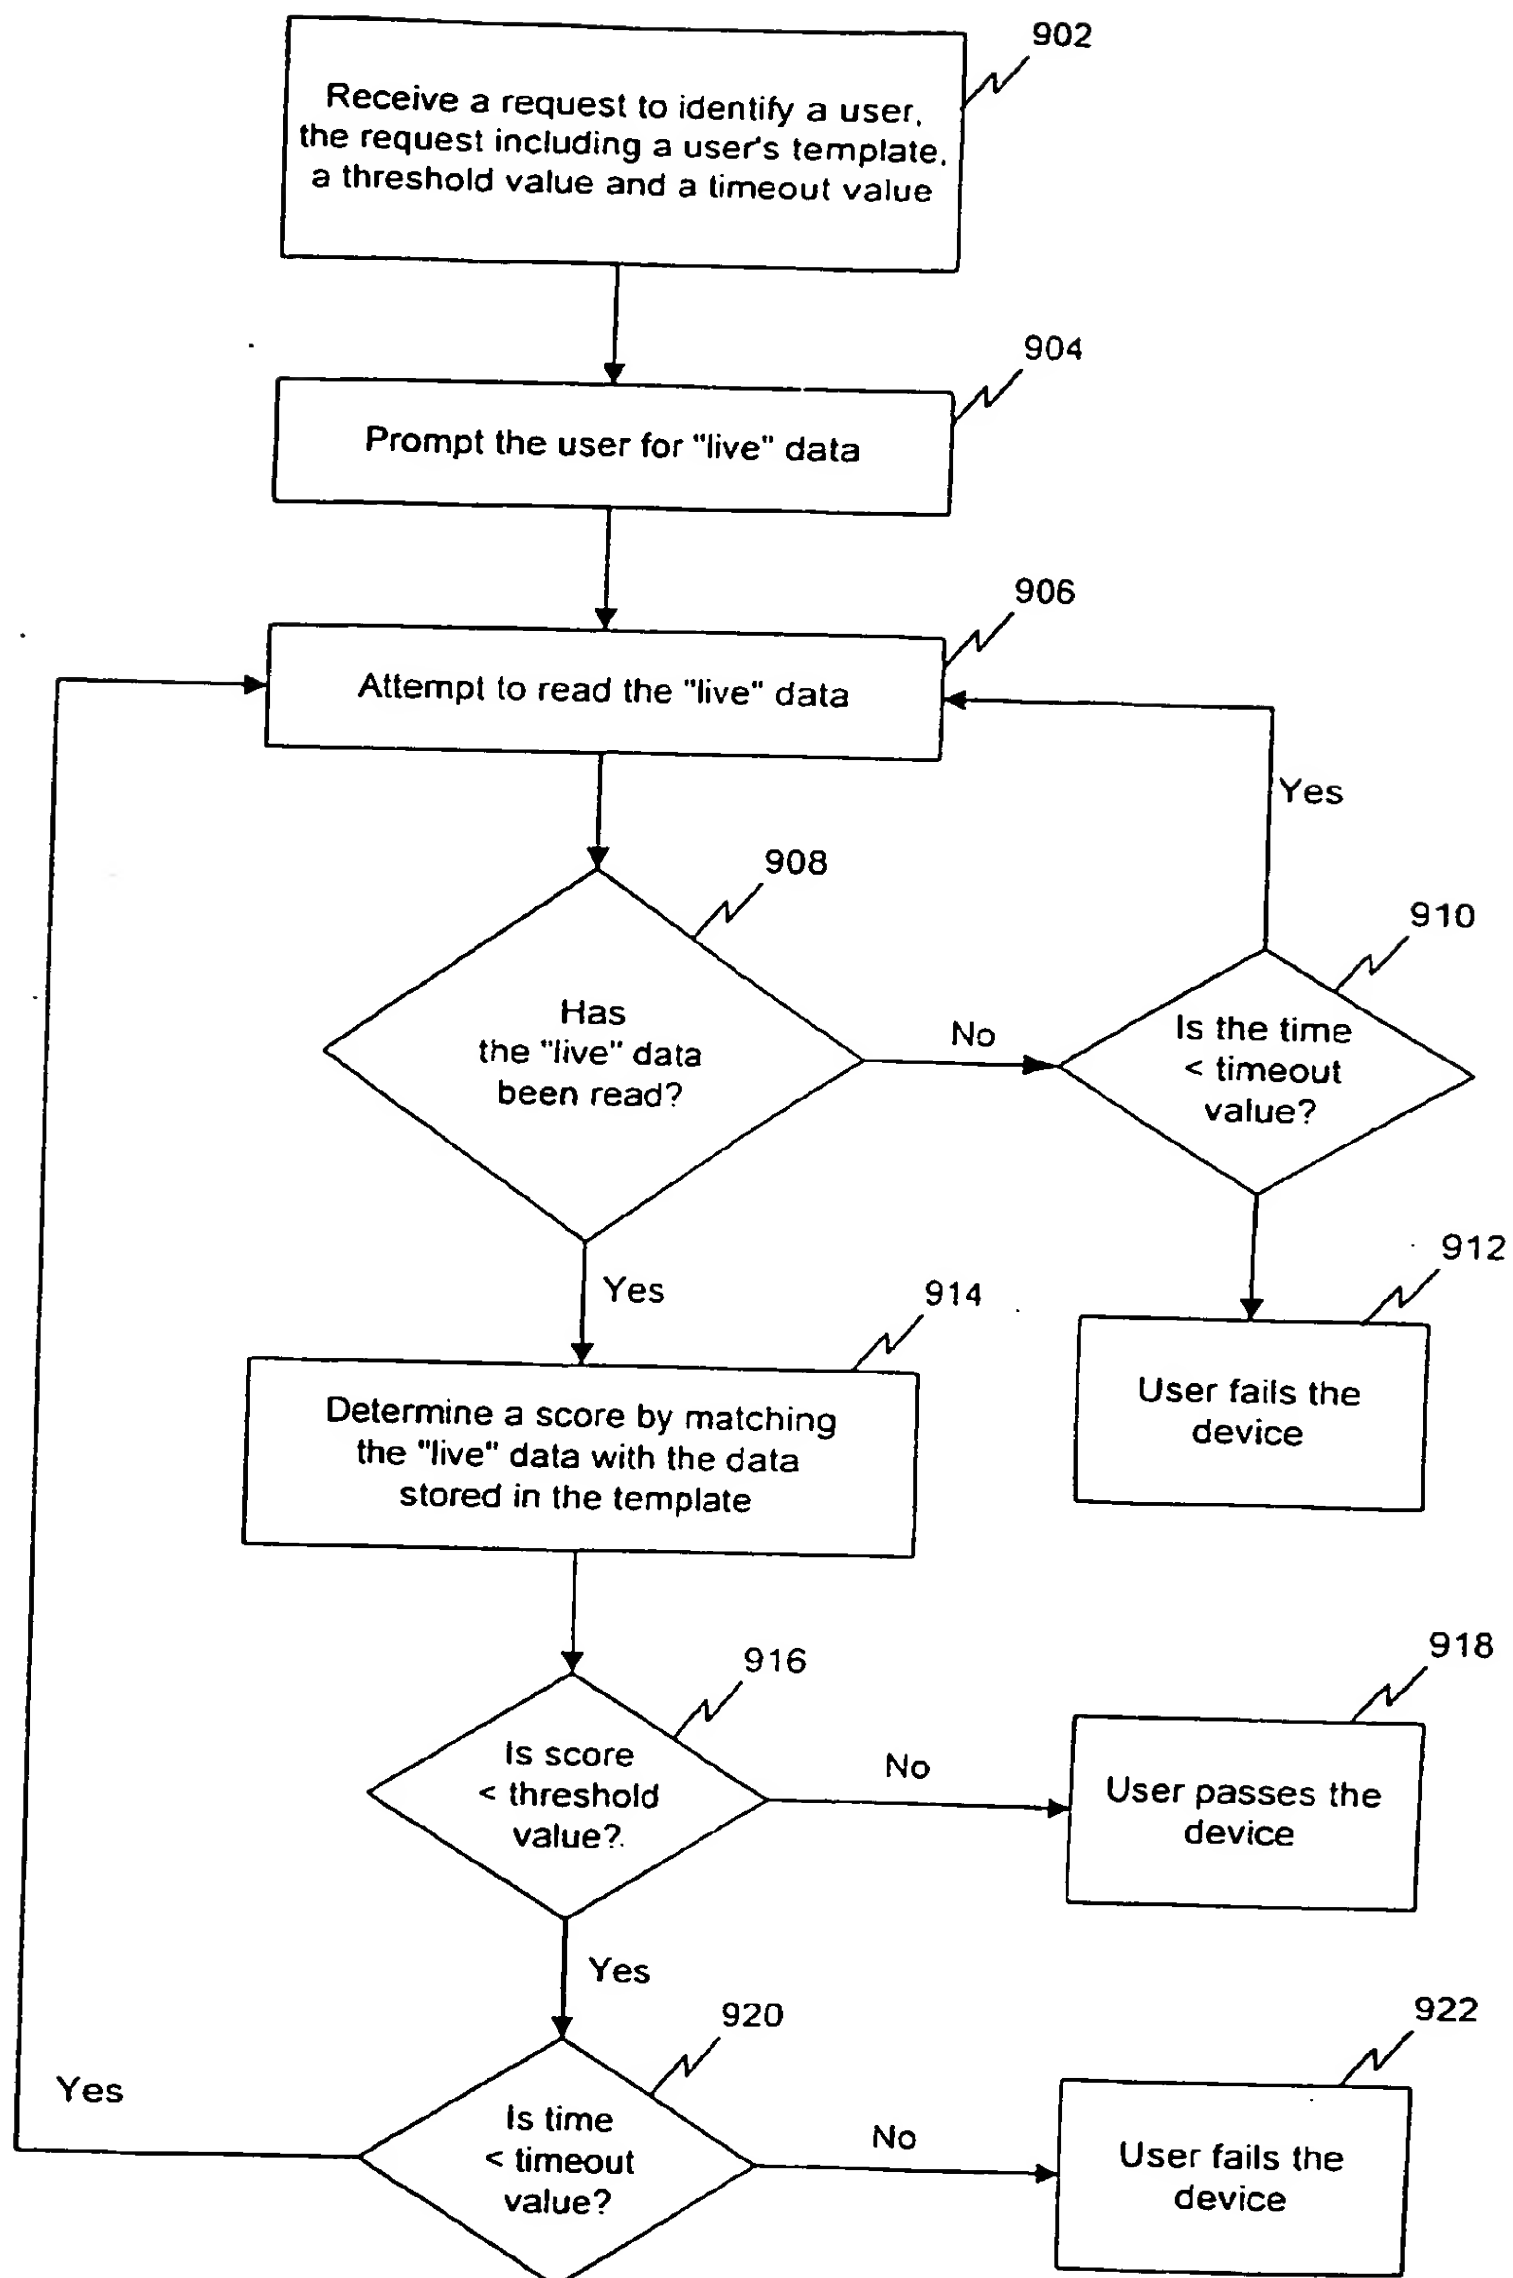 902
Receive a request to identify a user,
the request including a user's template,
a threshold value and a timeout value
904
Prompt the user for "live" data
906
Attempt to read the "live" data
Yes
908
910
Has
the "live" data
been read?
No
Is the time
< timeout
value?
Yes
912
User fails the
device
914
Determine a score by matching
the "live" data with the data
stored in the template
916
Is score
< threshold
value?
No
918
User passes the
device
Yes
920
Yes
Is time
< timeout
value?
No
922
User fails the
device